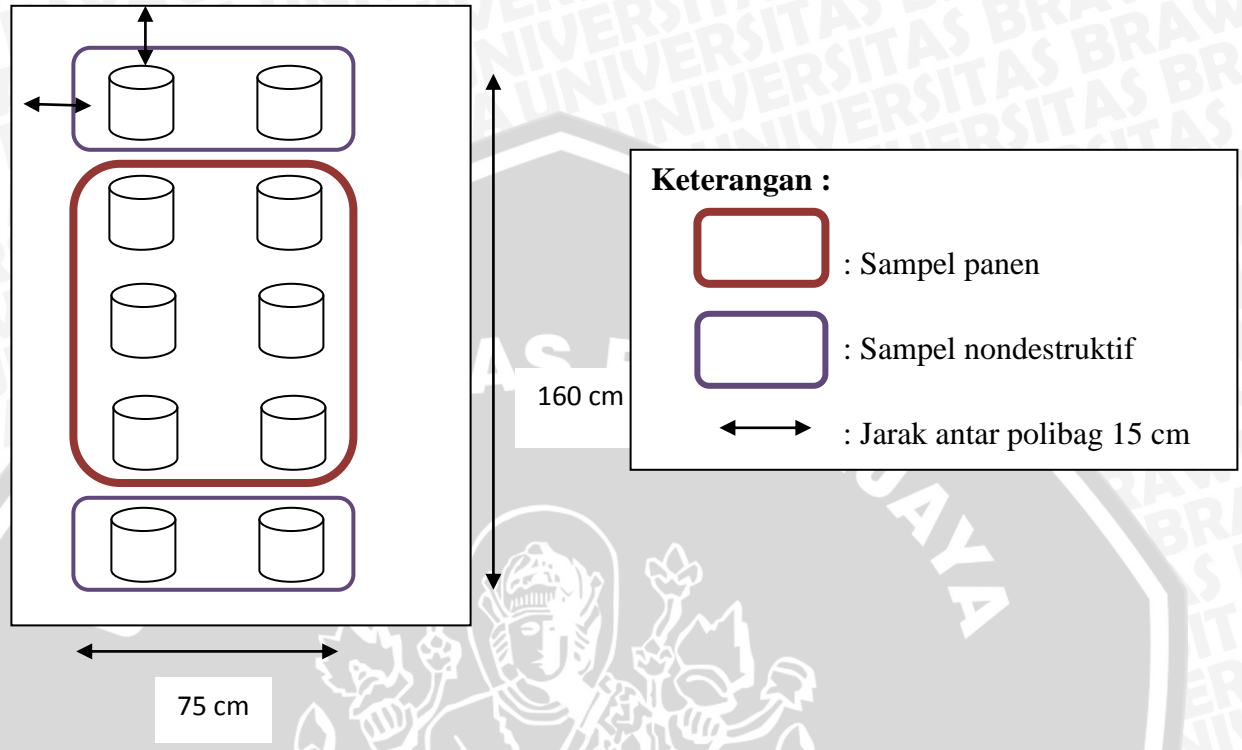 Keterangan :
: Sampel panen
: Sampel nondestruktif
160 cm
: Jarak antar polibag 15 cm
75 cm